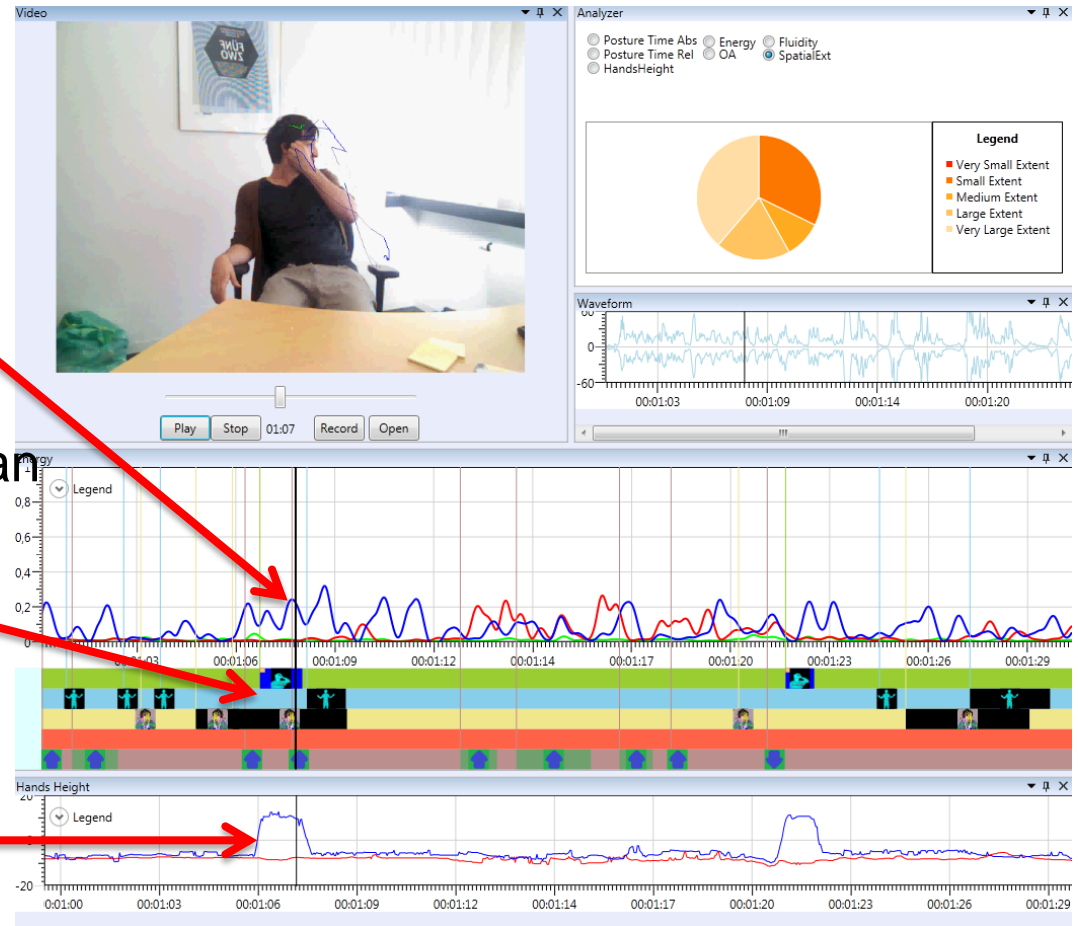 Video
Analyzer
Posture Time Abs
Energy
Fluidity
Posture Time Rel
OA
SpatialExt
HandsHeight
Legend
Very Small Extent
Small Extent
Medium Extent
Large Extent
Very Large Extent
FÜNF
ZWO
Play
Stop
01:07
Record
Open
Waveform
0
-60
00:01:03
00:01:09
00:01:14
00:01:20
an
Legend
0,8
0,6
0,4
0,2
0
00:01:06
00:01:09
00:01:12
00:01:14
00:01:17
00:01:20
00:01:23
00:01:26
00:01:29
Hands Height
20
Legend
-20
0:01:00
00:01:03
00:01:06
00:01:09
00:01:12
00:01:14
00:01:17
00:01:20
00:01:23
00:01:26
00:01:29